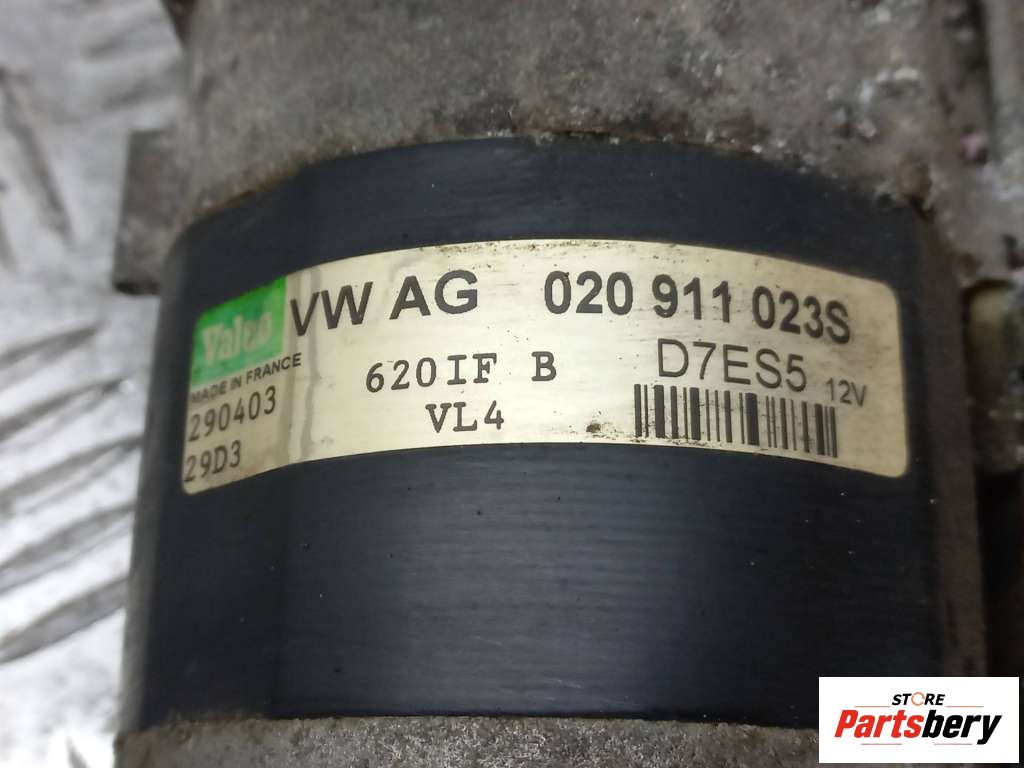 Valeo
MADE IN FRANCE
290403
29D3
VW AG 020 911 023S
620IF B
VL4
D7ES5 12V
STORE
Partsbery